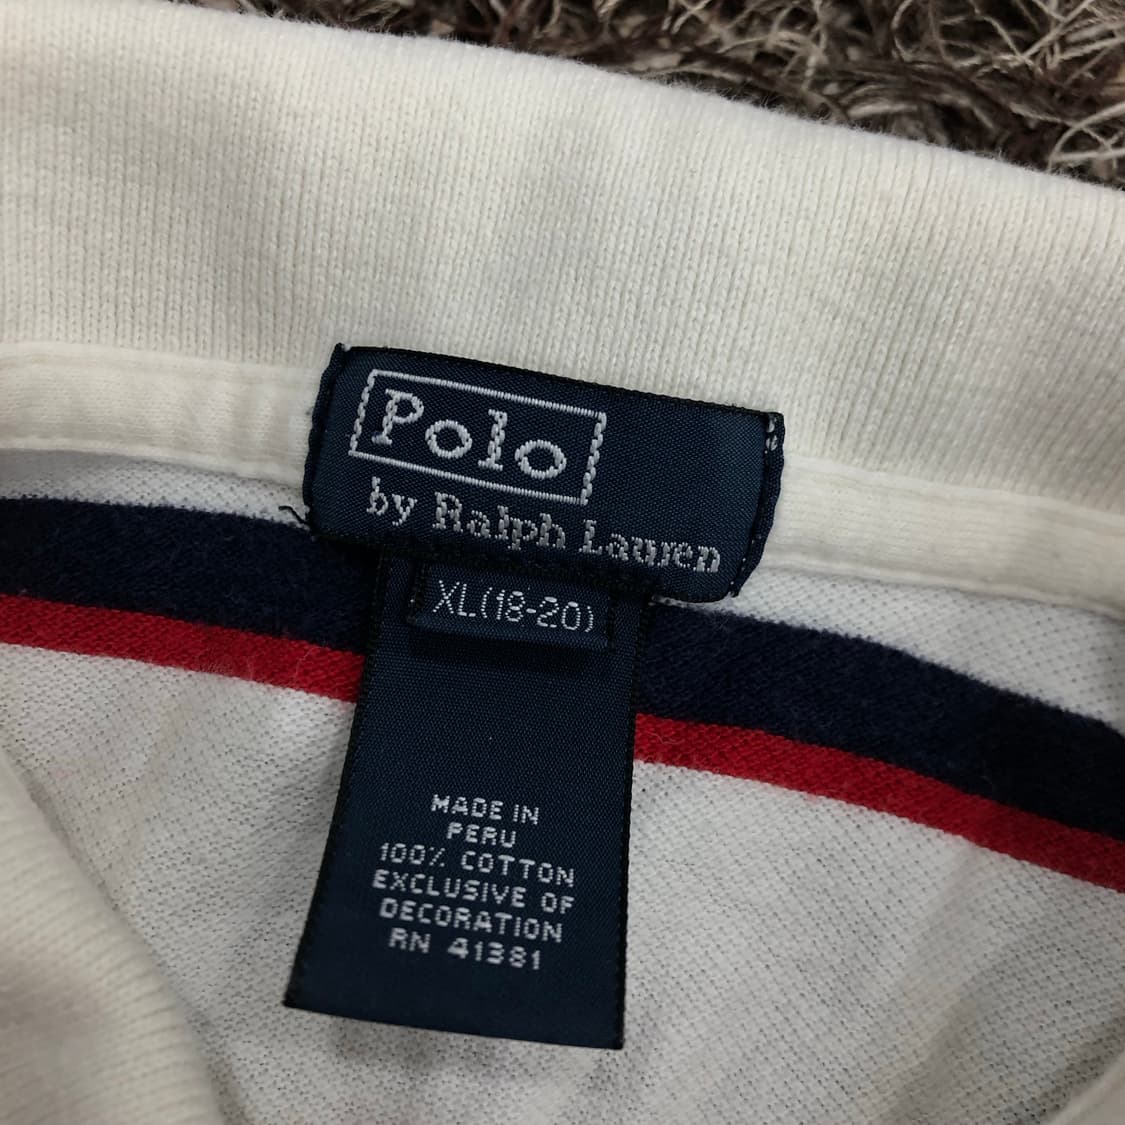 Polo
by Ralph Lauren
XL(18-20)
MADE IN
PERU
100% COTTON
EXCLUSIVE OF
DECORATION
RN 41381